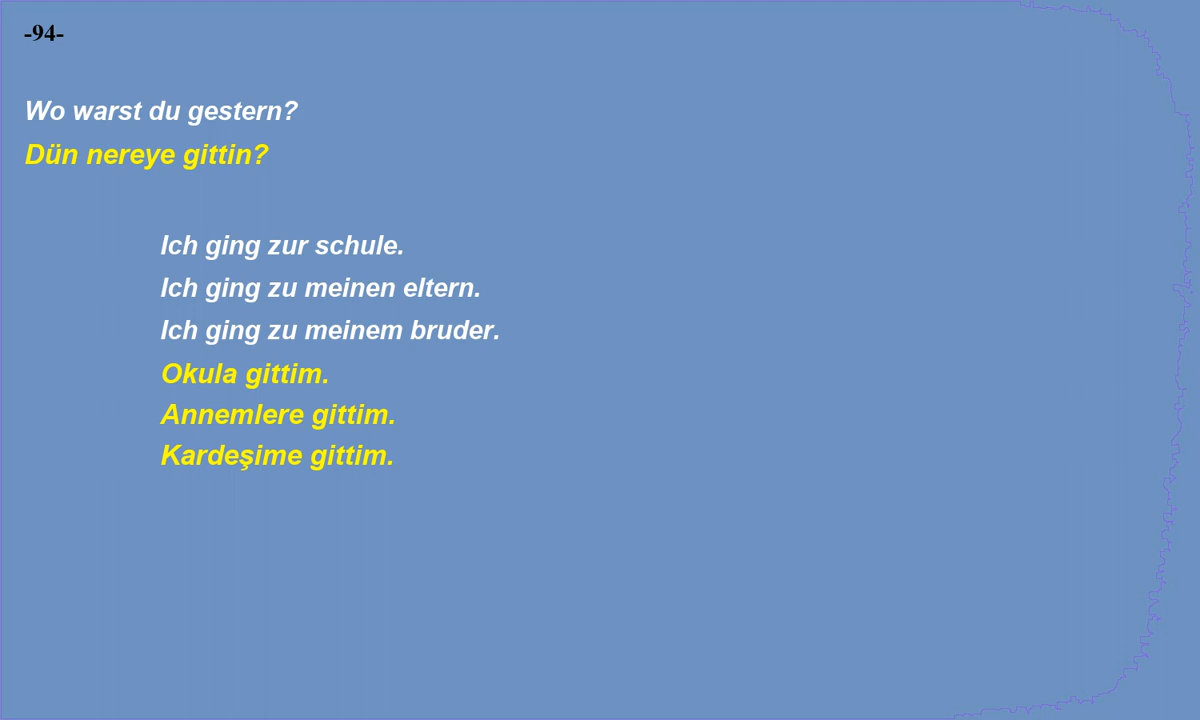 -94-
Wo warst du gestern?
Dün nereye gittin?
Ich ging zur schule.
Ich ging zu meinen eltern.
Ich ging zu meinem bruder.
Okula gittim.
Annemlere gittim.
Kardeşime gittim.